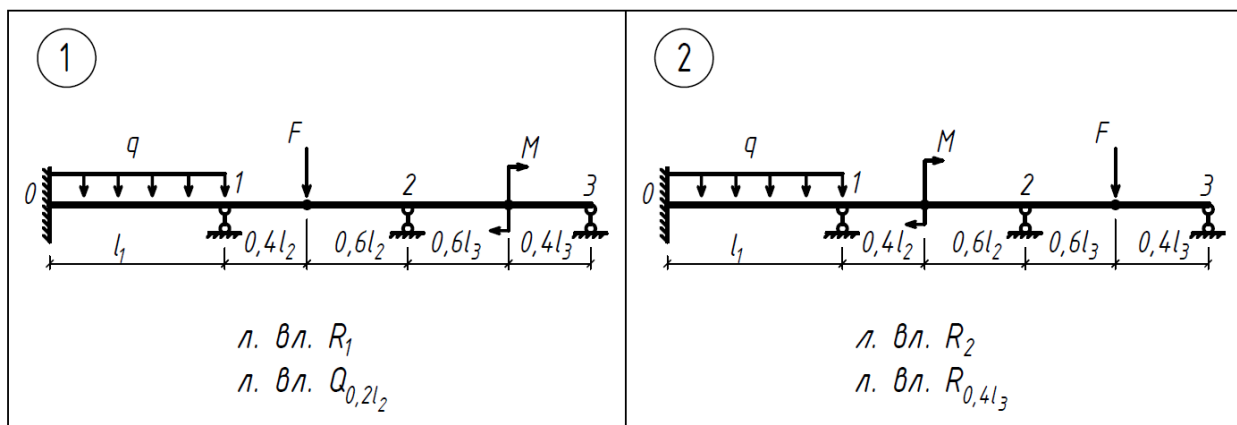 1
F
q
M
0
1
2
3
l₁
0,4l₂
0,6l₂
0,6l₃
0,4l₃
л. вл. R₁
л. вл. Q₀,₂l₂
2
M
F
q
0
1
2
3
l₁
0,4l₂
0,6l₂
0,6l₃
0,4l₃
л. вл. R₂
л. вл. R₀,₄l₃